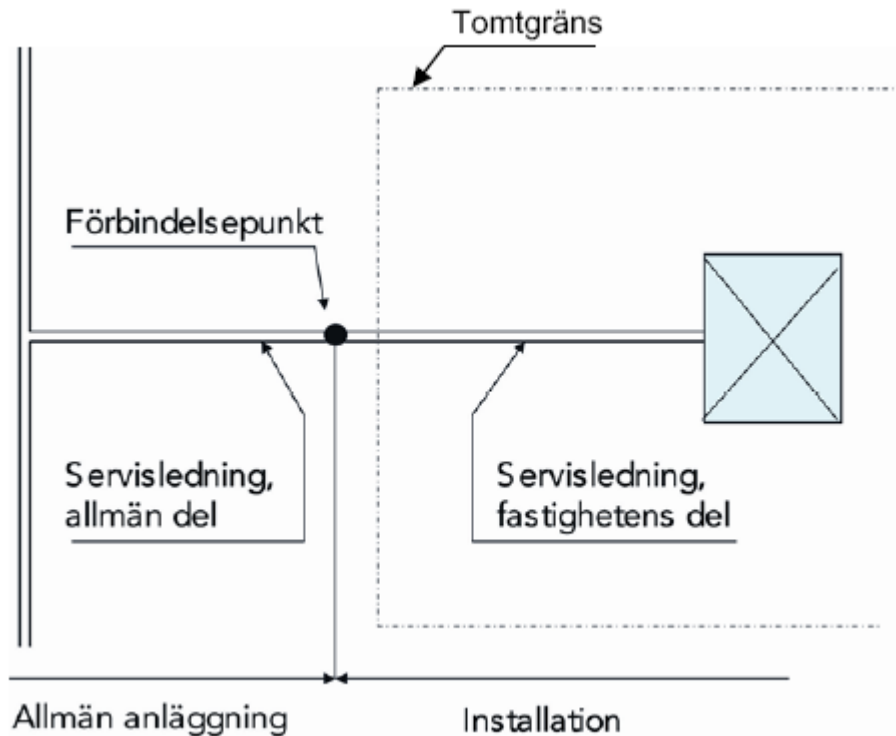 Tomtgräns
Förbindelsepunkt
Servisledning,
allmän del
Servisledning,
fastighetens del
Allmän anläggning
Installation